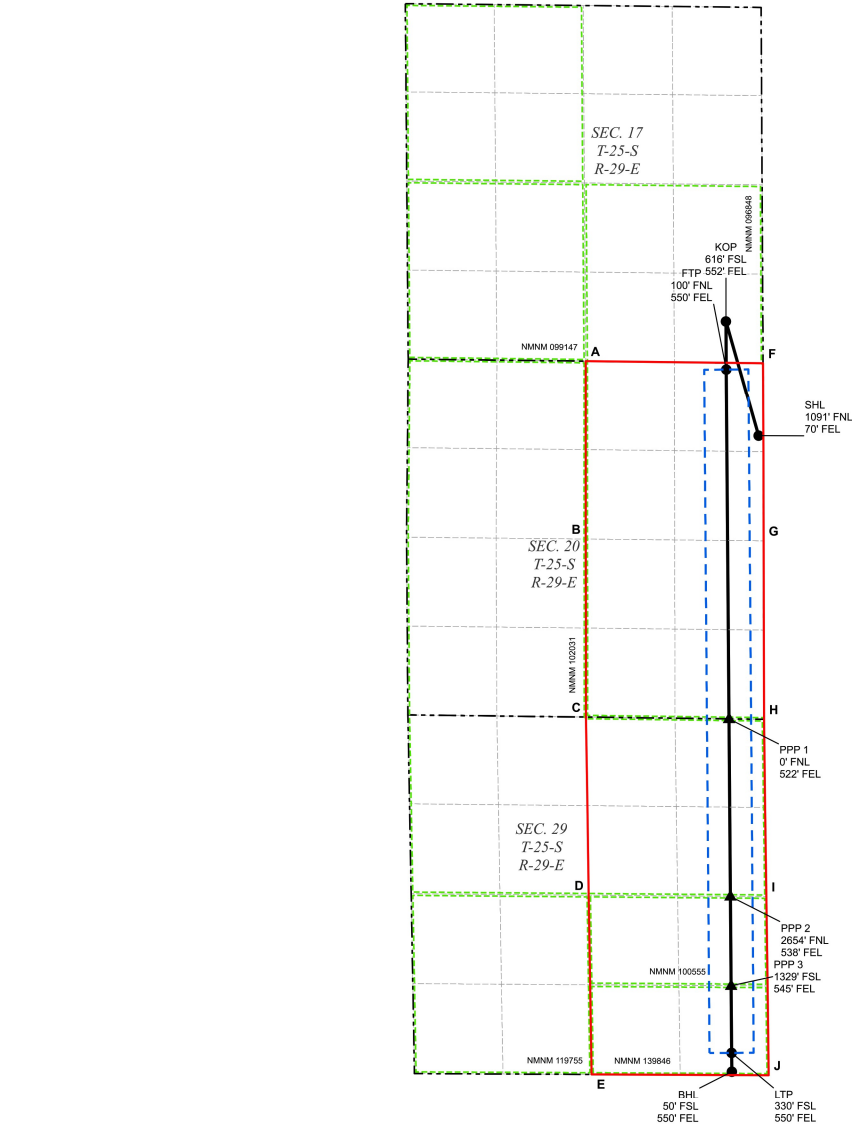 SEC. 17
T-25-S
R-29-E
NMNM 096848
KOP
616' FSL
552' FEL
FTP
100' FNL
550' FEL
NMNM 099147
A
F
SHL
1091' FNL
70' FEL
B
G
SEC. 20
T-25-S
R-29-E
NMNM 102031
C
H
PPP 1
0' FNL
522' FEL
SEC. 29
T-25-S
R-29-E
D
I
PPP 2
2654' FNL
538' FEL
PPP 3
1329' FSL
545' FEL
NMNM 100555
NMNM 119755
NMNM 139846
J
E
BHL
50' FSL
550' FEL
LTP
330' FSL
550' FEL